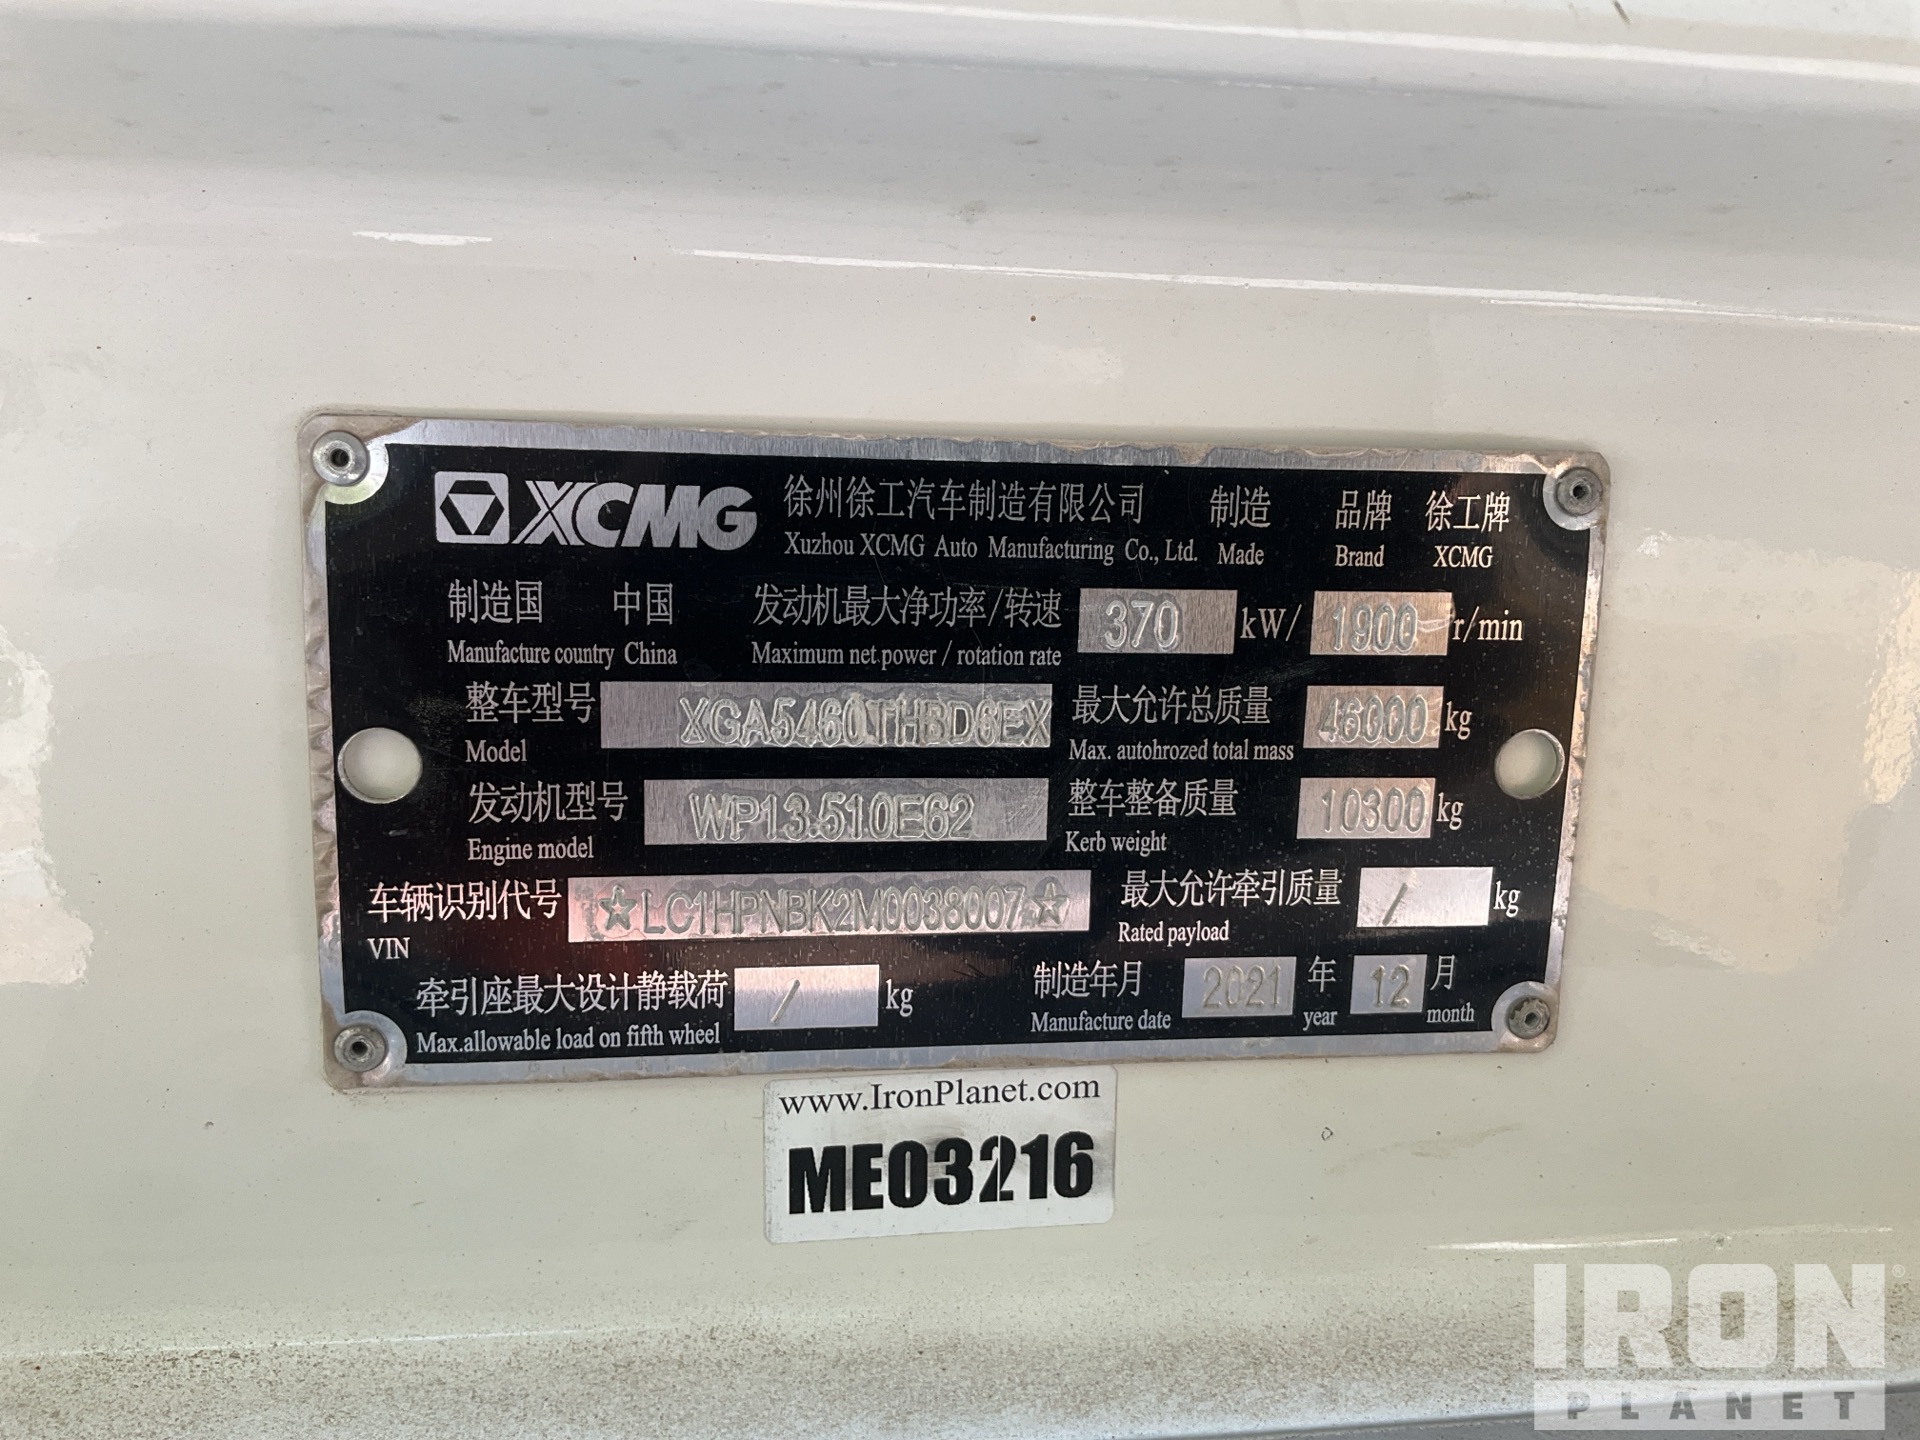 XCMG 徐州徐工汽车制造有限公司 制造 品牌 徐工牌
Xuzhou XCMG Auto Manufacturing Co., Ltd. Made Brand XCMG
制造国 中国 发动机最大净功率/转速 370 kW/ 1900 r/min
Manufacture country China Maximum net power / rotation rate
整车型号 XGA5460THBD6EX 最大允许总质量 46000 kg
Model Max. autohrozed total mass
发动机型号 WP13.510E62 整车整备质量 10300 kg
Engine model Kerb weight
车辆识别代号 ☆LC1HPNBK2M0038007☆ 最大允许牵引质量 / kg
VIN Rated payload
牵引座最大设计静载荷 / kg 制造年月 2021 年 12 月
Max.allowable load on fifth wheel Manufacture date year month
www.IronPlanet.com
ME03216
IRON®
PLANET